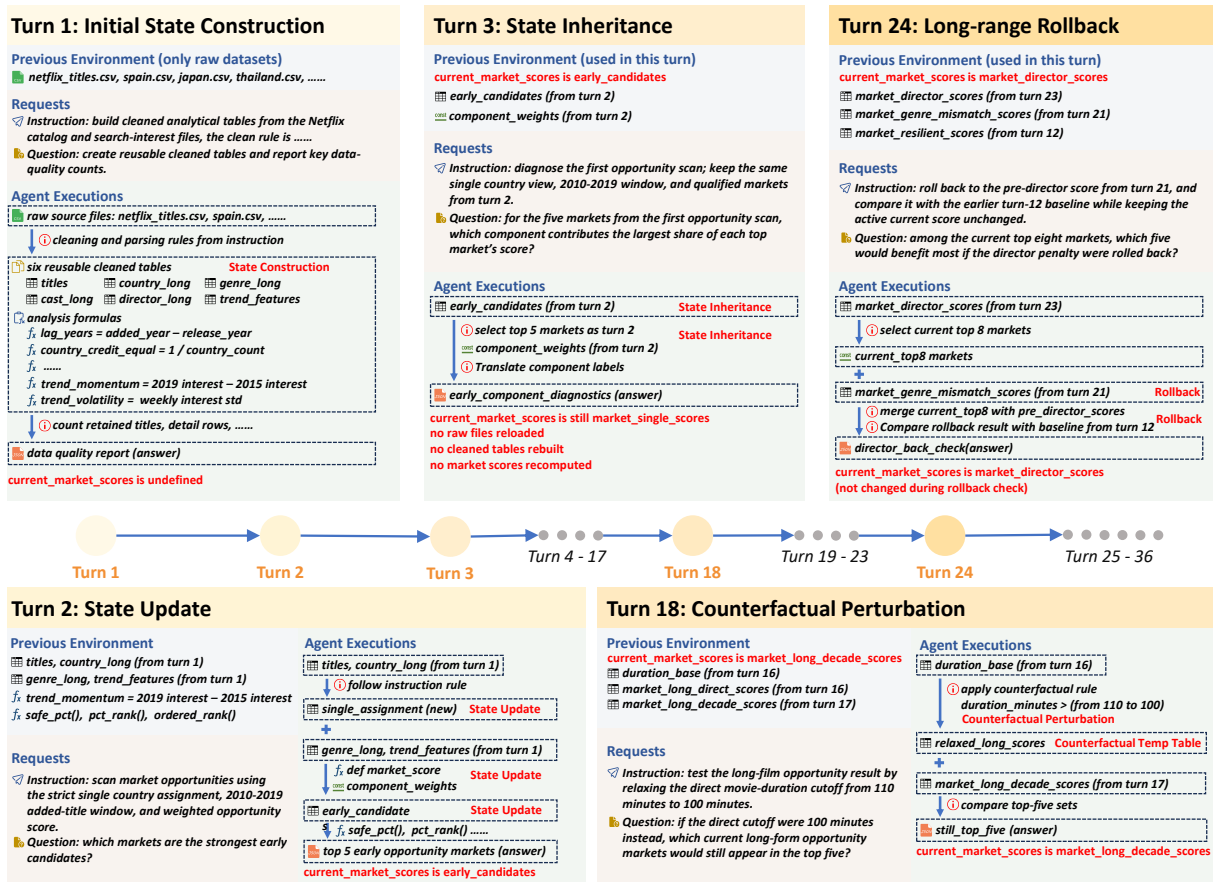 Turn 1: Initial State Construction
Previous Environment (only raw datasets)
netflix_titles.csv, spain.csv, japan.csv, thailand.csv, ......
Requests
Instruction: build cleaned analytical tables from the Netflix
catalog and search-interest files, the clean rule is ......
Question: create reusable cleaned tables and report key data-
quality counts.
Agent Executions
raw source files: netflix_titles.csv, spain.csv, ......
cleaning and parsing rules from instruction
six reusable cleaned tables State Construction
titles country_long genre_long
cast_long director_long trend_features
analysis formulas
fx lag_years = added_year – release_year
fx country_credit_equal = 1 / country_count
fx ......
fx trend_momentum = 2019 interest – 2015 interest
fx trend_volatility = weekly interest std
count retained titles, detail rows, ......
data quality report (answer)
current_market_scores is undefined
Turn 3: State Inheritance
Previous Environment (used in this turn)
current_market_scores is early_candidates
early_candidates (from turn 2)
const component_weights (from turn 2)
Requests
Instruction: diagnose the first opportunity scan; keep the same
single country view, 2010-2019 window, and qualified markets
from turn 2.
Question: for the five markets from the first opportunity scan,
which component contributes the largest share of each top
market's score?
Agent Executions
early_candidates (from turn 2) State Inheritance
select top 5 markets as turn 2 State Inheritance
const component_weights (from turn 2)
Translate component labels
early_component_diagnostics (answer)
current_market_scores is still market_single_scores
no raw files reloaded
no cleaned tables rebuilt
no market scores recomputed
Turn 24: Long-range Rollback
Previous Environment (used in this turn)
current_market_scores is market_director_scores
market_director_scores (from turn 23)
market_genre_mismatch_scores (from turn 21)
market_resilient_scores (from turn 12)
Requests
Instruction: roll back to the pre-director score from turn 21, and
compare it with the earlier turn-12 baseline while keeping the
active current score unchanged.
Question: among the current top eight markets, which five
would benefit most if the director penalty were rolled back?
Agent Executions
market_director_scores (from turn 23)
select current top 8 markets
const current_top8 markets
+
market_genre_mismatch_scores (from turn 21) Rollback
merge current_top8 with pre_director_scores
Compare rollback result with baseline from turn 12 Rollback
director_back_check(answer)
current_market_scores is market_director_scores
(not changed during rollback check)
Turn 1
Turn 2
Turn 3
Turn 4 - 17
Turn 18
Turn 19 - 23
Turn 24
Turn 25 - 36
Turn 2: State Update
Previous Environment
titles, country_long (from turn 1)
genre_long, trend_features (from turn 1)
fx trend_momentum = 2019 interest – 2015 interest
fx safe_pct(), pct_rank(), ordered_rank()
Requests
Instruction: scan market opportunities using
the strict single country assignment, 2010-2019
added-title window, and weighted opportunity
score.
Question: which markets are the strongest early
candidates?
Agent Executions
titles, country_long (from turn 1)
follow instruction rule
single_assignment (new) State Update
+
genre_long, trend_features (from turn 1)
fx def market_score
const component_weights State Update
early_candidate
s State Update
fx safe_pct(), pct_rank() ......
top 5 early opportunity markets (answer)
current_market_scores is early_candidates
Turn 18: Counterfactual Perturbation
Previous Environment
current_market_scores is market_long_decade_scores
duration_base (from turn 16)
market_long_direct_scores (from turn 16)
market_long_decade_scores (from turn 17)
Requests
Instruction: test the long-film opportunity result by
relaxing the direct movie-duration cutoff from 110
minutes to 100 minutes.
Question: if the direct cutoff were 100 minutes
instead, which current long-form opportunity
markets would still appear in the top five?
Agent Executions
duration_base (from turn 16)
apply counterfactual rule
duration_minutes > (from 110 to 100)
Counterfactual Perturbation
relaxed_long_scores Counterfactual Temp Table
+
market_long_decade_scores (from turn 17)
compare top-five sets
still_top_five (answer)
current_market_scores is market_long_decade_scores